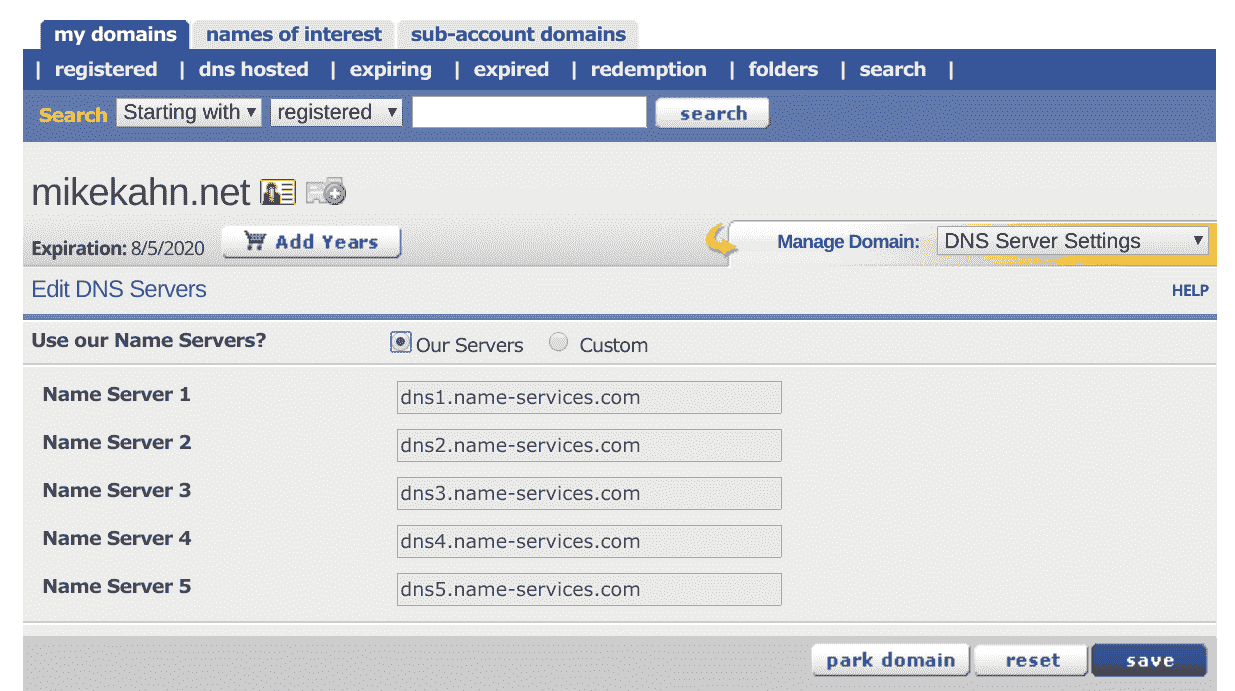 my domains names of interest sub-account domains
| registered | dns hosted | expiring | expired | redemption | folders | search |
Search Starting with ▼ registered ▼ search
mikekahn.net
Expiration: 8/5/2020 Add Years Manage Domain: DNS Server Settings ▼
Edit DNS Servers HELP
Use our Name Servers? Our Servers Custom
Name Server 1 dns1.name-services.com
Name Server 2 dns2.name-services.com
Name Server 3 dns3.name-services.com
Name Server 4 dns4.name-services.com
Name Server 5 dns5.name-services.com
park domain reset save